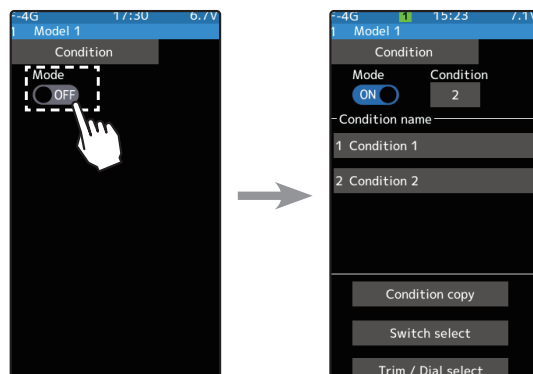 -4G 17:30 6.7V
1 Model 1
Condition
Mode
OFF
-4G 1 15:23 7.1V
1 Model 1
Condition
Mode Condition
ON 2
Condition name
1 Condition 1
2 Condition 2
Condition copy
Switch select
Trim / Dial select